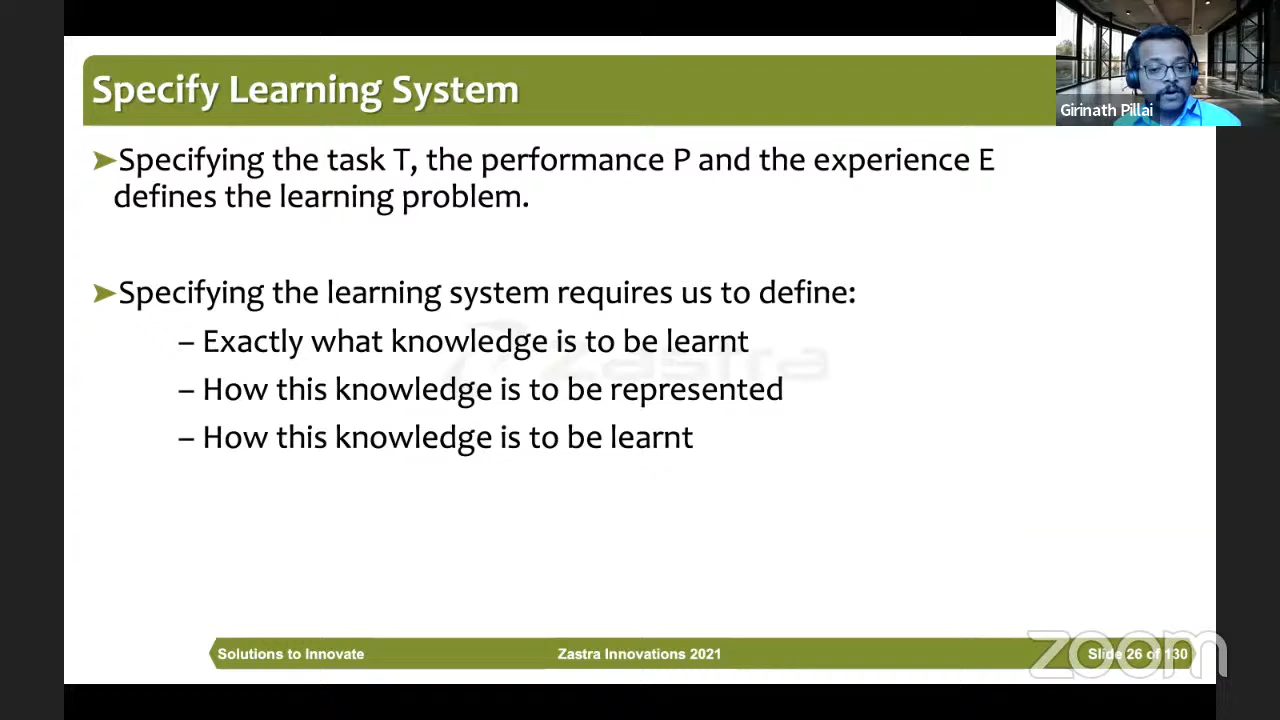 Specify Learning System
Girinath Pillai
➤Specifying the task T, the performance P and the experience E
defines the learning problem.
➤Specifying the learning system requires us to define:
– Exactly what knowledge is to be learnt
– How this knowledge is to be represented
– How this knowledge is to be learnt
Zastra
Solutions to Innovate
Zastra Innovations 2021
Slide 26 of 130
zoom